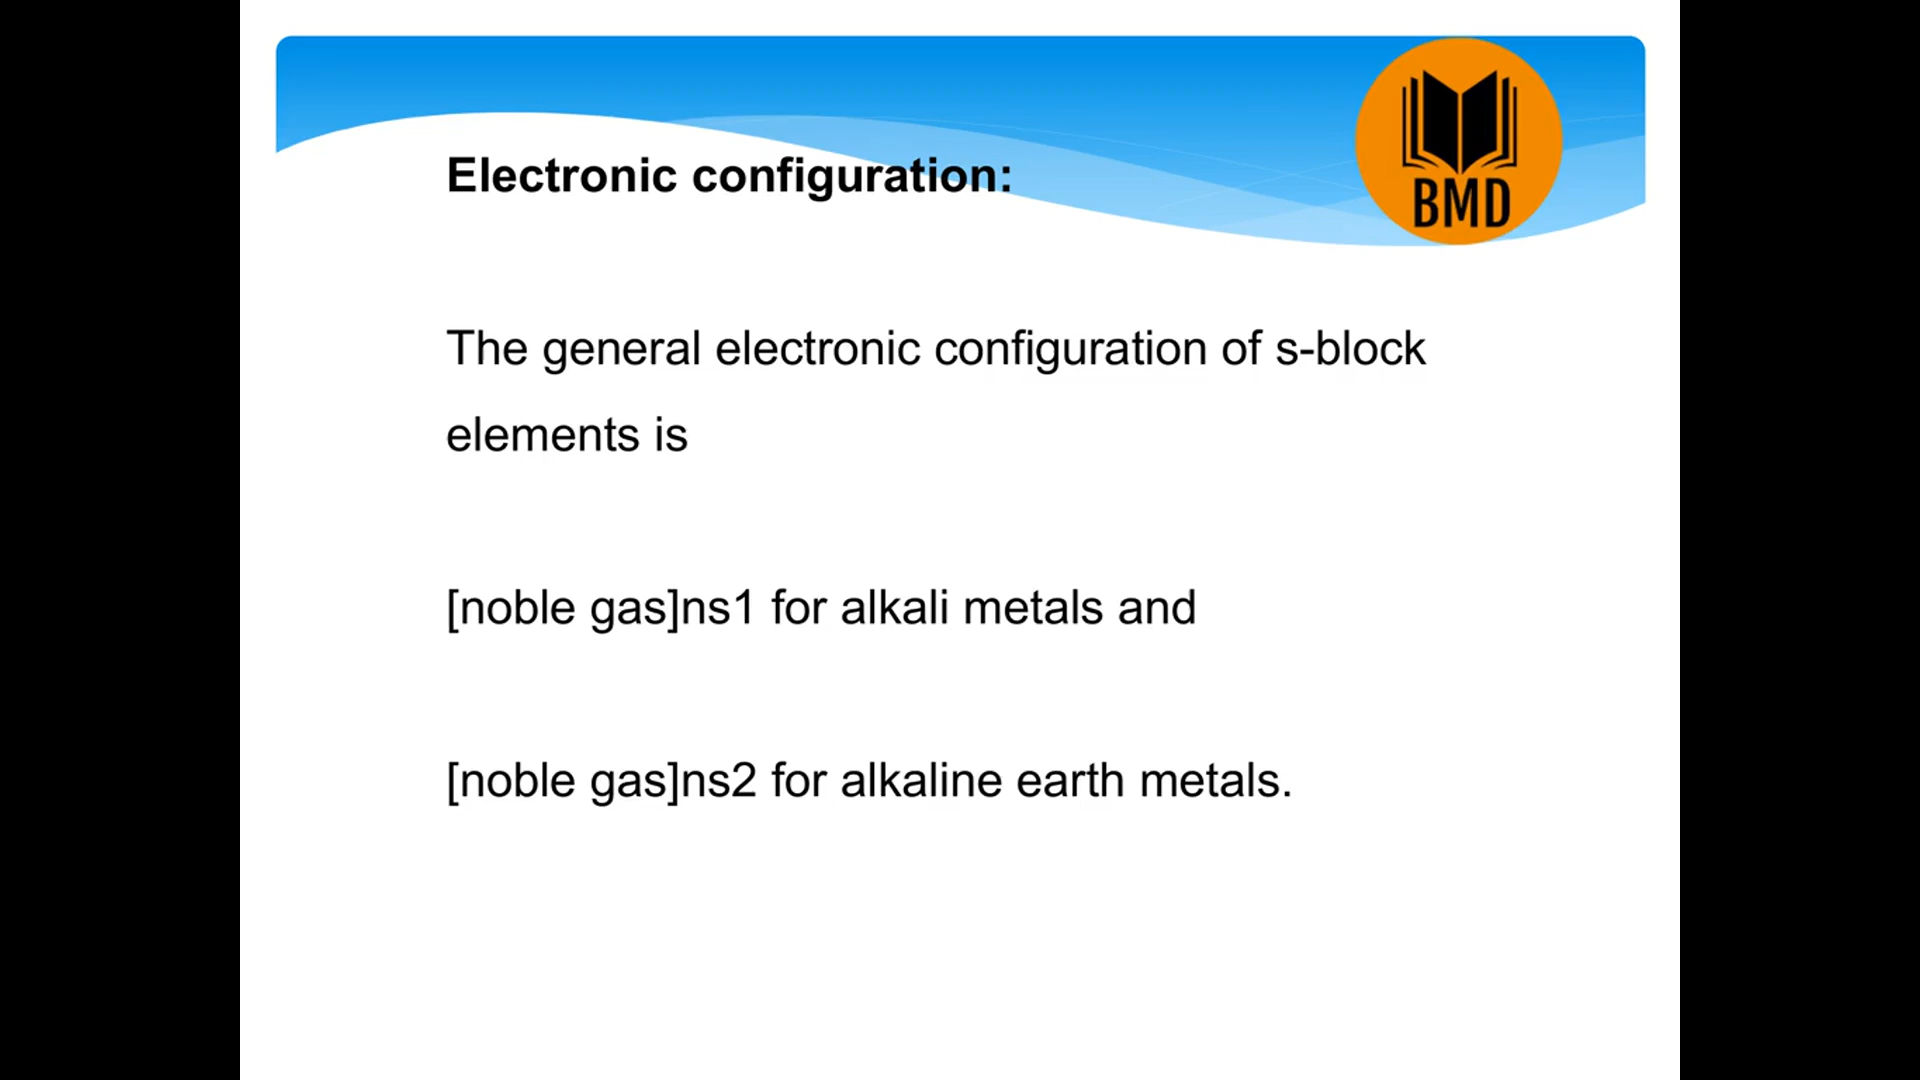 BMD
Electronic configuration:
The general electronic configuration of s-block
elements is
[noble gas]ns1 for alkali metals and
[noble gas]ns2 for alkaline earth metals.